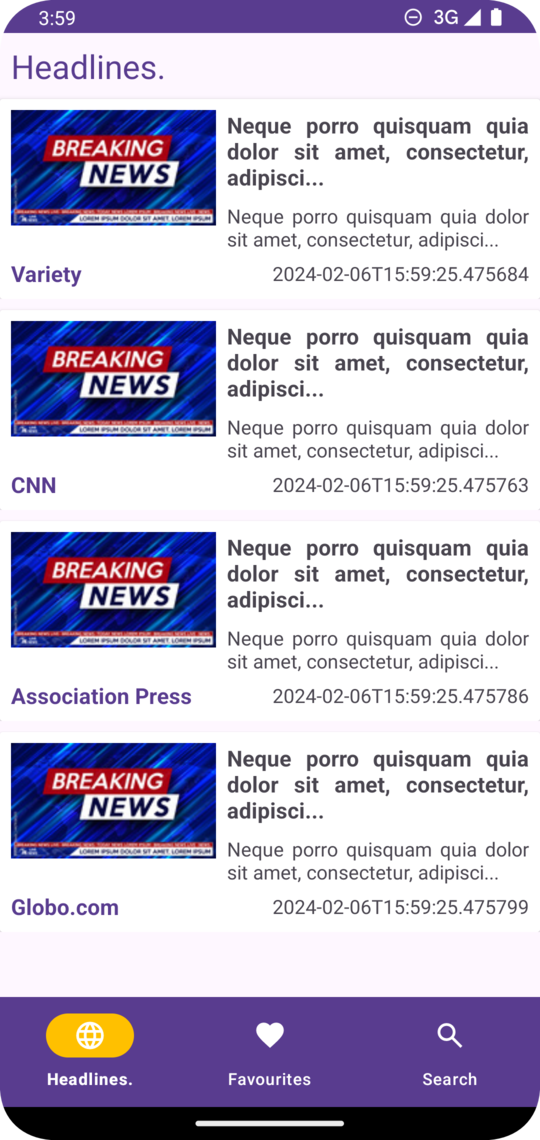 3:59
3G
Headlines.
BREAKING
NEWS
LOREM IPSUM DOLOR SIT AMET, LOREM IPSUM
Neque porro quisquam quia
dolor sit amet, consectetur,
adipisci...
Neque porro quisquam quia dolor
sit amet, consectetur, adipisci...
Variety
2024-02-06T15:59:25.475684
BREAKING
NEWS
LOREM IPSUM DOLOR SIT AMET, LOREM IPSUM
Neque porro quisquam quia
dolor sit amet, consectetur,
adipisci...
Neque porro quisquam quia dolor
sit amet, consectetur, adipisci...
CNN
2024-02-06T15:59:25.475763
BREAKING
NEWS
LOREM IPSUM DOLOR SIT AMET, LOREM IPSUM
Neque porro quisquam quia
dolor sit amet, consectetur,
adipisci...
Neque porro quisquam quia dolor
sit amet, consectetur, adipisci...
Association Press
2024-02-06T15:59:25.475786
BREAKING
NEWS
LOREM IPSUM DOLOR SIT AMET, LOREM IPSUM
Neque porro quisquam quia
dolor sit amet, consectetur,
adipisci...
Neque porro quisquam quia dolor
sit amet, consectetur, adipisci...
Globo.com
2024-02-06T15:59:25.475799
Headlines.
Favourites
Search